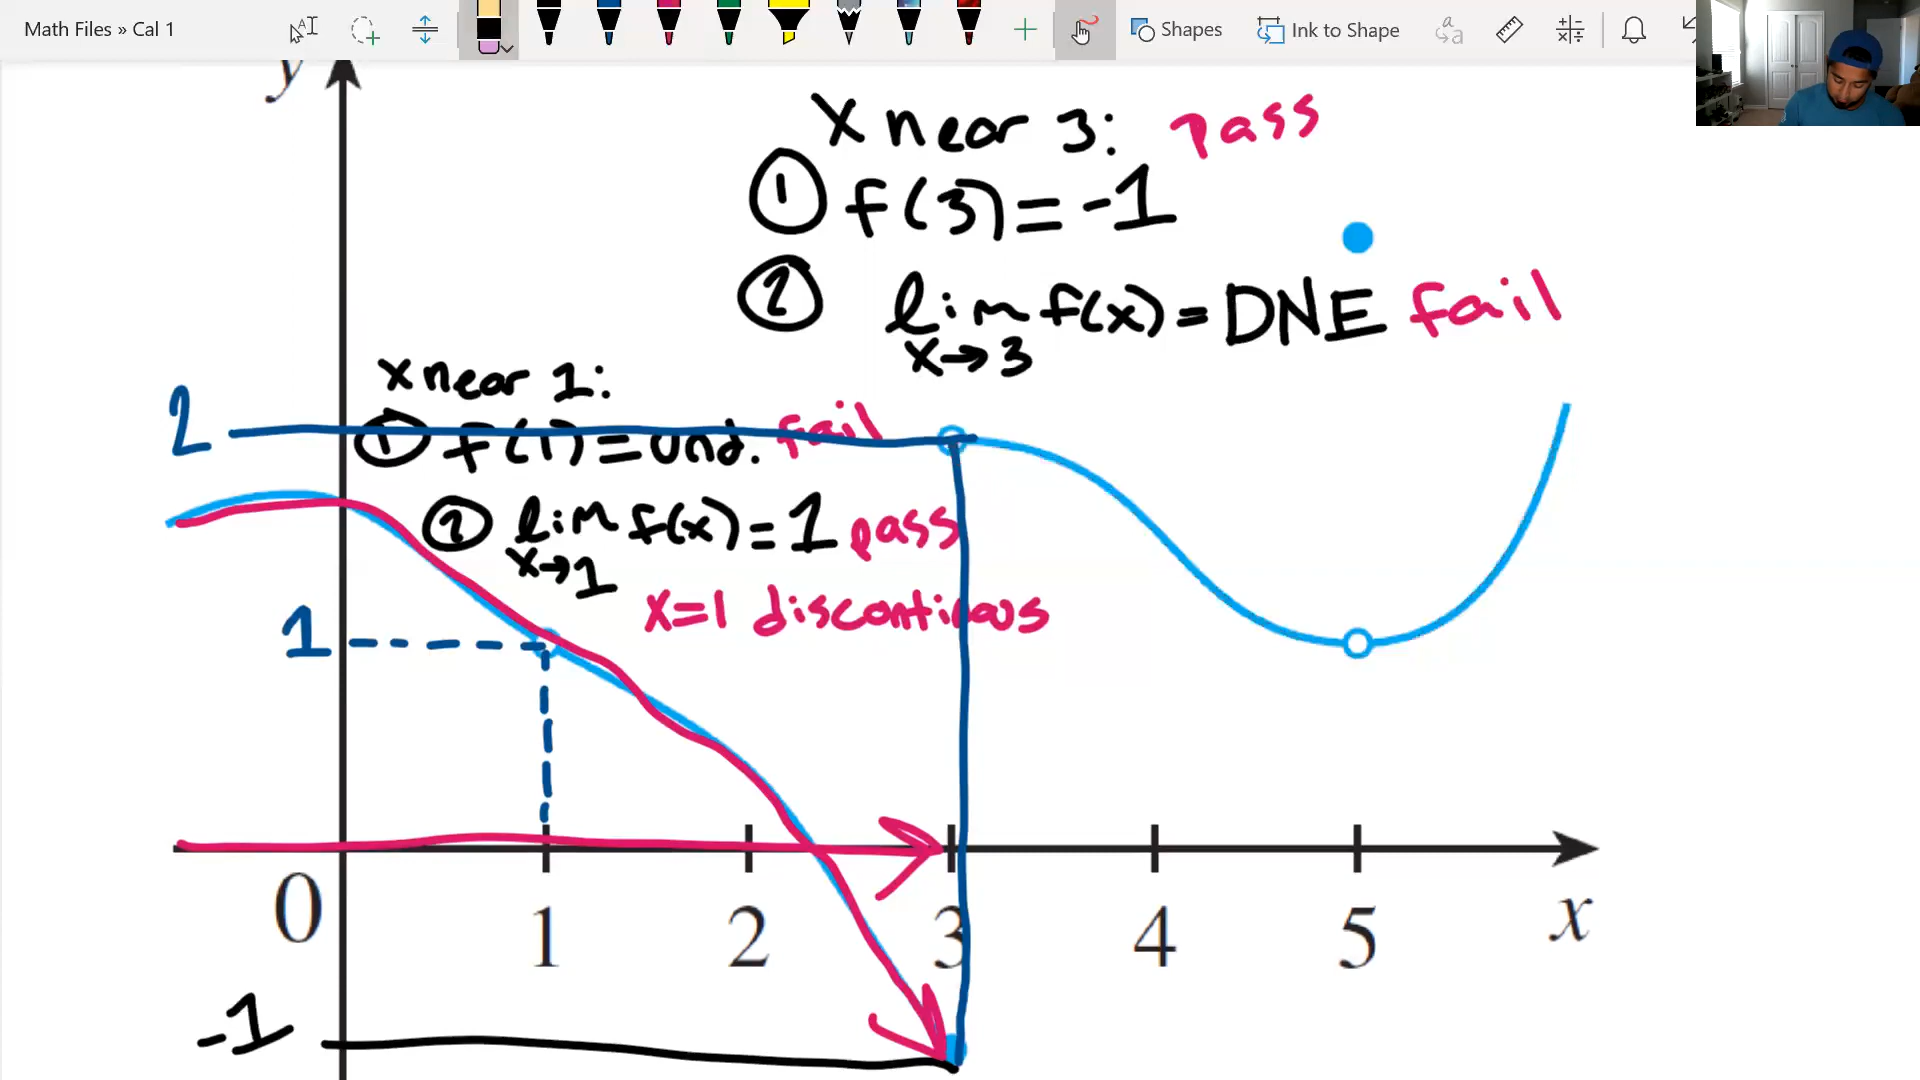 Math Files » Cal 1
Shapes
Ink to Shape
y
x near 3: pass
① f(3) = -1
② lim f(x) = DNE fail
x→3
x near 1:
① f(1) = und. fail
② lim f(x) = 1 pass
x→1
x=1 discontinous
2
1
0 1 2 3 4 5 x
-1